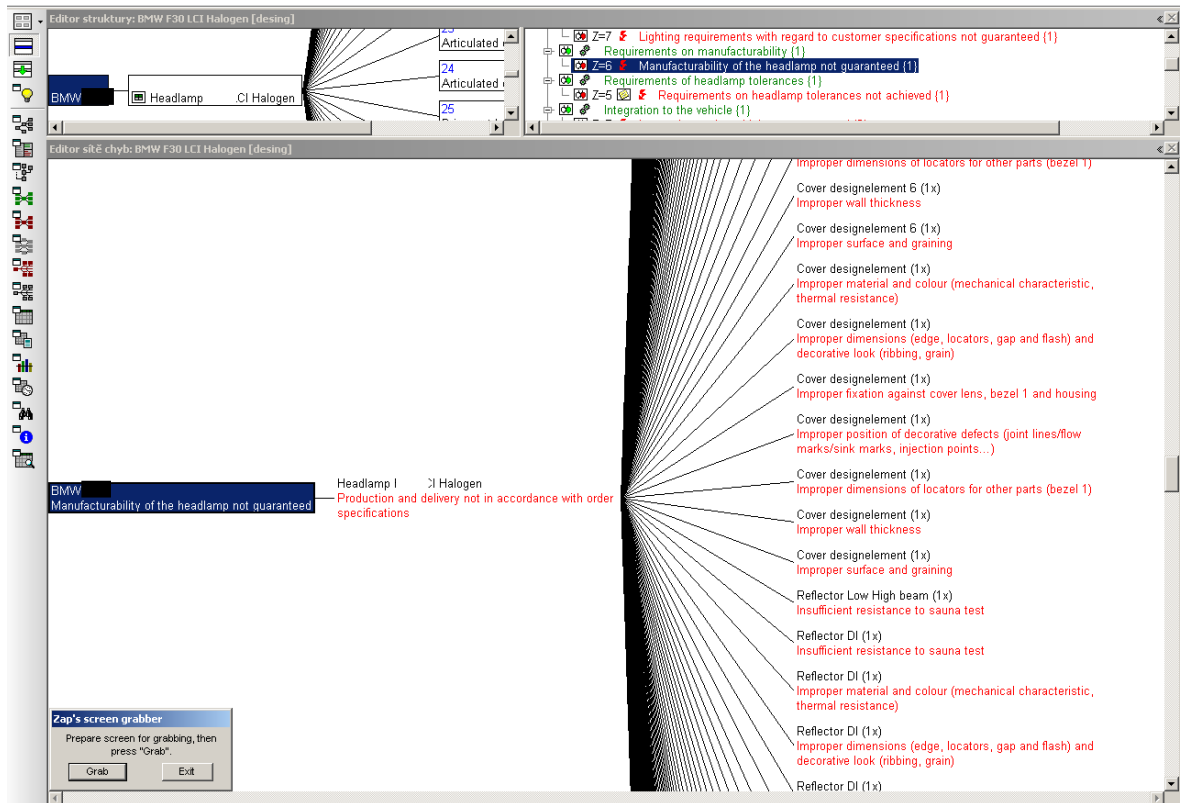 Editor struktury: BMW F30 LCI Halogen [desing]
BMW
Headlamp .CI Halogen
Articulated
24
Articulated
25
Z=7 Lighting requirements with regard to customer specifications not guaranteed {1}
Requirements on manufacturability {1}
Z=6 Manufacturability of the headlamp not guaranteed {1}
Requirements of headlamp tolerances {1}
Z=5 Requirements on headlamp tolerances not achieved {1}
Integration to the vehicle {1}
Editor sítě chyb: BMW F30 LCI Halogen [desing]
Improper dimensions of locators for other parts (bezel 1)
Cover designelement 6 (1x)
Improper wall thickness
Cover designelement 6 (1x)
Improper surface and graining
Cover designelement (1x)
Improper material and colour (mechanical characteristic,
thermal resistance)
Cover designelement (1x)
Improper dimensions (edge, locators, gap and flash) and
decorative look (ribbing, grain)
Cover designelement (1x)
Improper fixation against cover lens, bezel 1 and housing
Cover designelement (1x)
Improper position of decorative defects (joint lines/flow
marks/sink marks, injection points...)
Cover designelement (1x)
Improper dimensions of locators for other parts (bezel 1)
Cover designelement (1x)
Improper wall thickness
Cover designelement (1x)
Improper surface and graining
Reflector Low High beam (1x)
Insufficient resistance to sauna test
Reflector DI (1x)
Insufficient resistance to sauna test
Reflector DI (1x)
Improper material and colour (mechanical characteristic,
thermal resistance)
Reflector DI (1x)
Improper dimensions (edge, locators, gap and flash) and
decorative look (ribbing, grain)
Reflector DI (1x)
BMW
Manufacturability of the headlamp not guaranteed
Headlamp CI Halogen
Production and delivery not in accordance with order
specifications
Zap's screen grabber
Prepare screen for grabbing, then
press "Grab".
Grab Exit